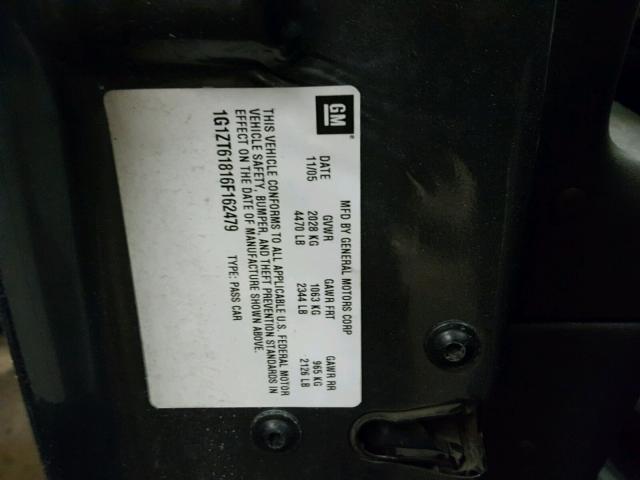 GM
MFD BY GENERAL MOTORS CORP
DATE GVWR GAWR FRT GAWR RR
11/05 2028 KG 1063 KG 965 KG
4470 LB 2344 LB 2126 LB
THIS VEHICLE CONFORMS TO ALL APPLICABLE U.S. FEDERAL MOTOR
VEHICLE SAFETY, BUMPER, AND THEFT PREVENTION STANDARDS IN
EFFECT ON THE DATE OF MANUFACTURE SHOWN ABOVE.
1G1ZT61816F162479 TYPE: PASS CAR